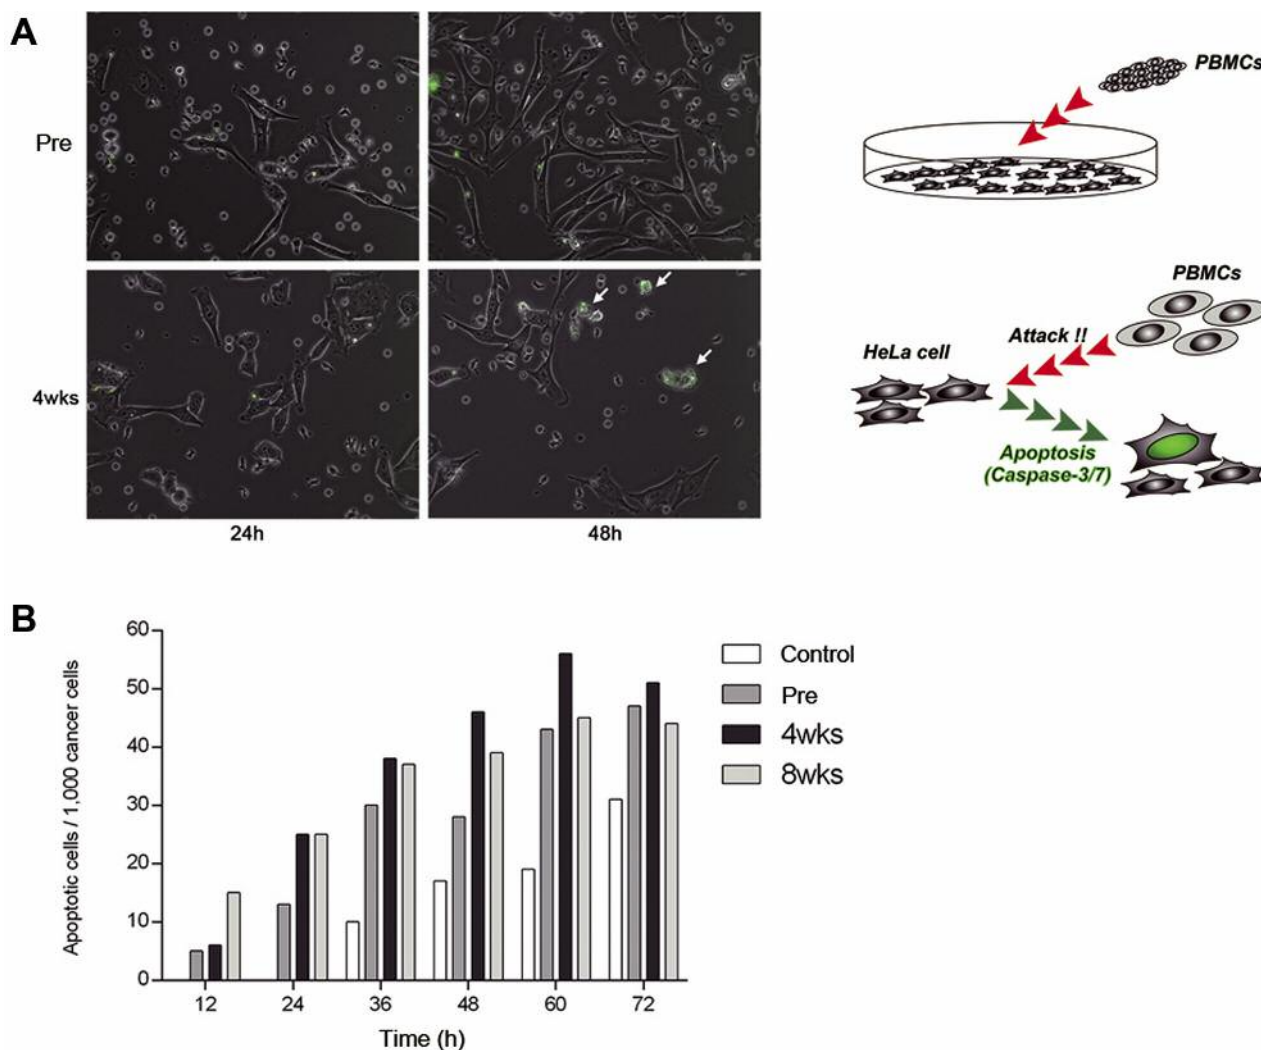 A
Pre
4wks
24h
48h
PBMCs
PBMCs
Attack !!
HeLa cell
Apoptosis
(Caspase-3/7)
B
Apoptotic cells / 1,000 cancer cells
60
50
40
30
20
10
0
12
24
36
48
60
72
Time (h)
Control
Pre
4wks
8wks